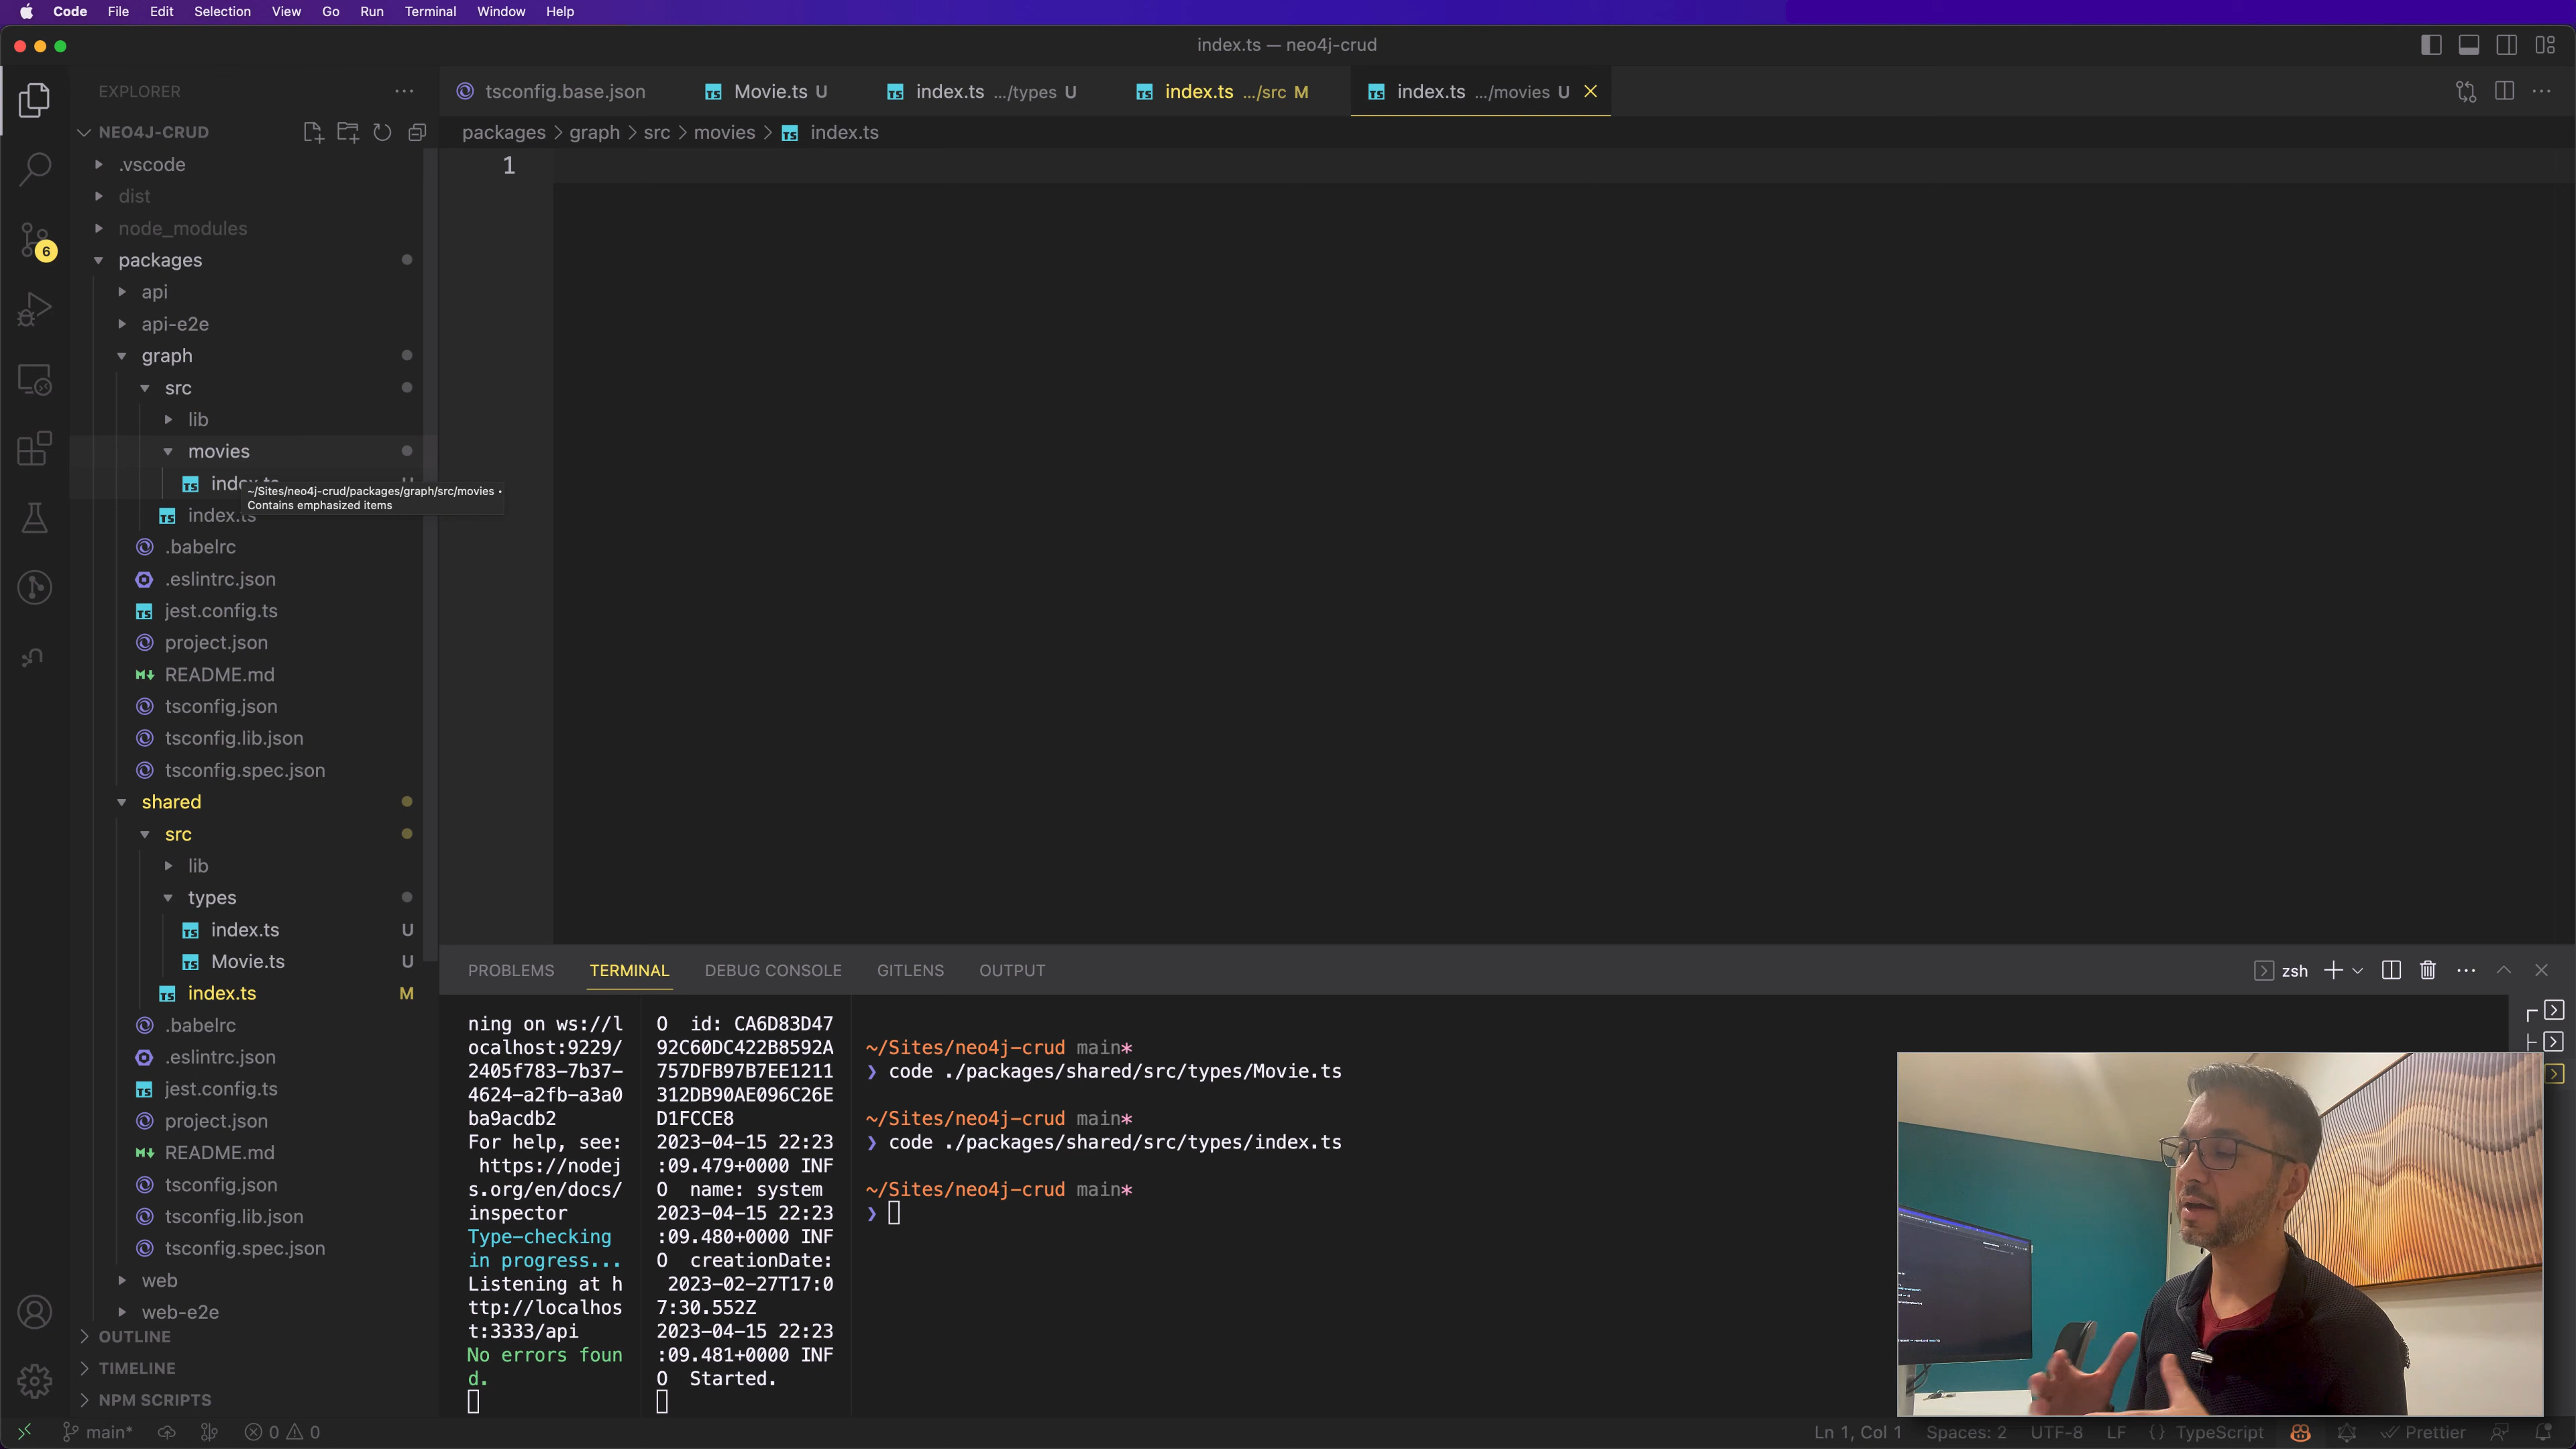 Code File Edit Selection View Go Run Terminal Window Help
index.ts — neo4j-crud
EXPLORER
tsconfig.base.json
Movie.ts U
index.ts .../types U
index.ts .../src M
index.ts .../movies U
packages > graph > src > movies > index.ts
1
NEO4J-CRUD
.vscode
dist
node_modules
6
packages
api
api-e2e
graph
src
lib
movies
index.ts
~/Sites/neo4j-crud/packages/graph/src/movies •
Contains emphasized items
index.ts
.babelrc
.eslintrc.json
jest.config.ts
project.json
README.md
tsconfig.json
tsconfig.lib.json
tsconfig.spec.json
shared
src
lib
types
index.ts U
Movie.ts U
index.ts M
.babelrc
.eslintrc.json
jest.config.ts
project.json
README.md
tsconfig.json
tsconfig.lib.json
tsconfig.spec.json
web
web-e2e
OUTLINE
TIMELINE
NPM SCRIPTS
PROBLEMS TERMINAL DEBUG CONSOLE GITLENS OUTPUT
zsh
ning on ws://l
ocalhost:9229/
2405f783-7b37-
4624-a2fb-a3a0
ba9acdb2
For help, see:
https://nodej
s.org/en/docs/
inspector
Type-checking
in progress...
Listening at h
ttp://localhos
t:3333/api
No errors foun
d.
O id: CA6D83D47
92C60DC422B8592A
757DFB97B7EE1211
312DB90AE096C26E
D1FCCE8
2023-04-15 22:23
:09.479+0000 INF
O name: system
2023-04-15 22:23
:09.480+0000 INF
O creationDate:
2023-02-27T17:0
7:30.552Z
2023-04-15 22:23
:09.481+0000 INF
O Started.
~/Sites/neo4j-crud main*
❯ code ./packages/shared/src/types/Movie.ts
~/Sites/neo4j-crud main*
❯ code ./packages/shared/src/types/index.ts
~/Sites/neo4j-crud main*
❯
main* 0 0
Ln 1, Col 1 Spaces: 2 UTF-8 LF {} TypeScript Prettier